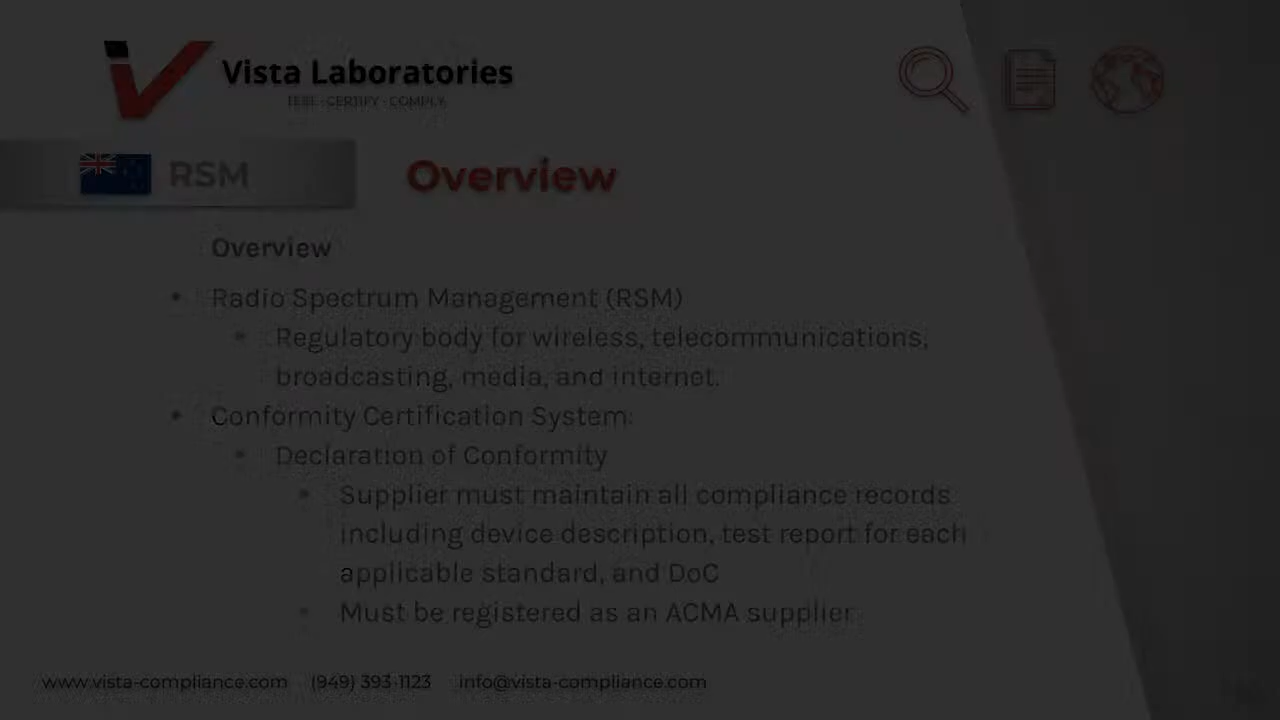 Vista Laboratories
TEST · CERTIFY · COMPLY
RSM
Overview
Overview
• Radio Spectrum Management (RSM)
• Regulatory body for wireless, telecommunications,
broadcasting, media, and internet.
• Conformity Certification System:
• Declaration of Conformity
• Supplier must maintain all compliance records
including device description, test report for each
applicable standard, and DoC
• Must be registered as an ACMA supplier
www.vista-compliance.com (949) 393-1123 info@vista-compliance.com